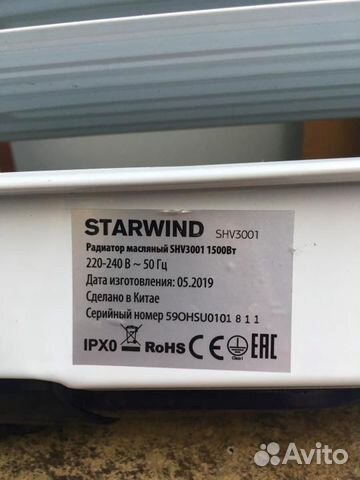 STARWIND SHV3001
Радиатор масляный SHV3001 1500Вт
220-240 В ~ 50 Гц
Дата изготовления: 05.2019
Сделано в Китае
Серийный номер 59OHSU0101 8 1 1
IPX0 RoHS CE EAC
Class I
Avito